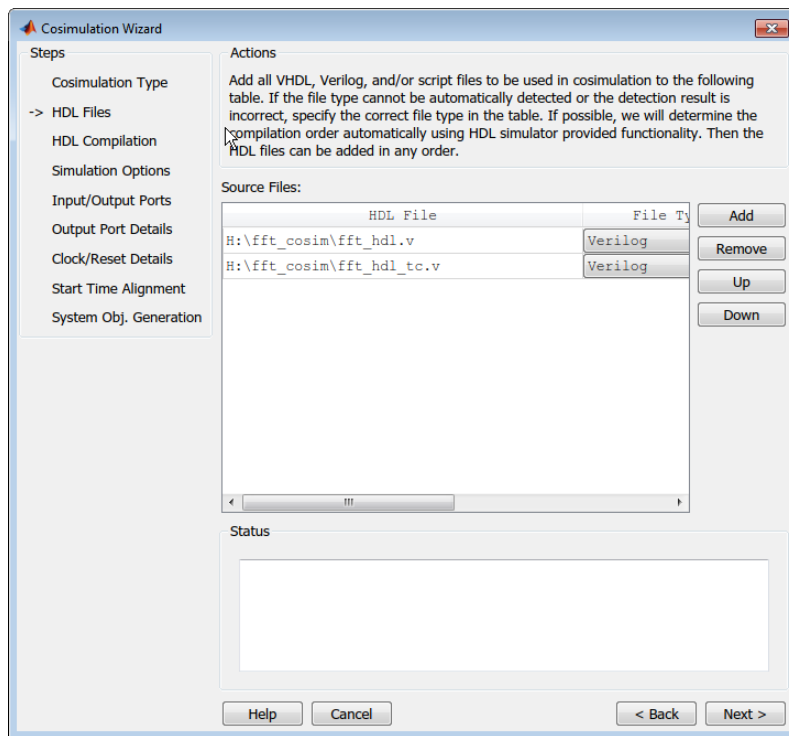 Cosimulation Wizard
Steps
Cosimulation Type
-> HDL Files
HDL Compilation
Simulation Options
Input/Output Ports
Output Port Details
Clock/Reset Details
Start Time Alignment
System Obj. Generation
Actions
Add all VHDL, Verilog, and/or script files to be used in cosimulation to the following
table. If the file type cannot be automatically detected or the detection result is
incorrect, specify the correct file type in the table. If possible, we will determine the
compilation order automatically using HDL simulator provided functionality. Then the
HDL files can be added in any order.
Source Files:
HDL File File Ty
H:\fft_cosim\fft_hdl.v Verilog
H:\fft_cosim\fft_hdl_tc.v Verilog
Add
Remove
Up
Down
Status
Help Cancel < Back Next >